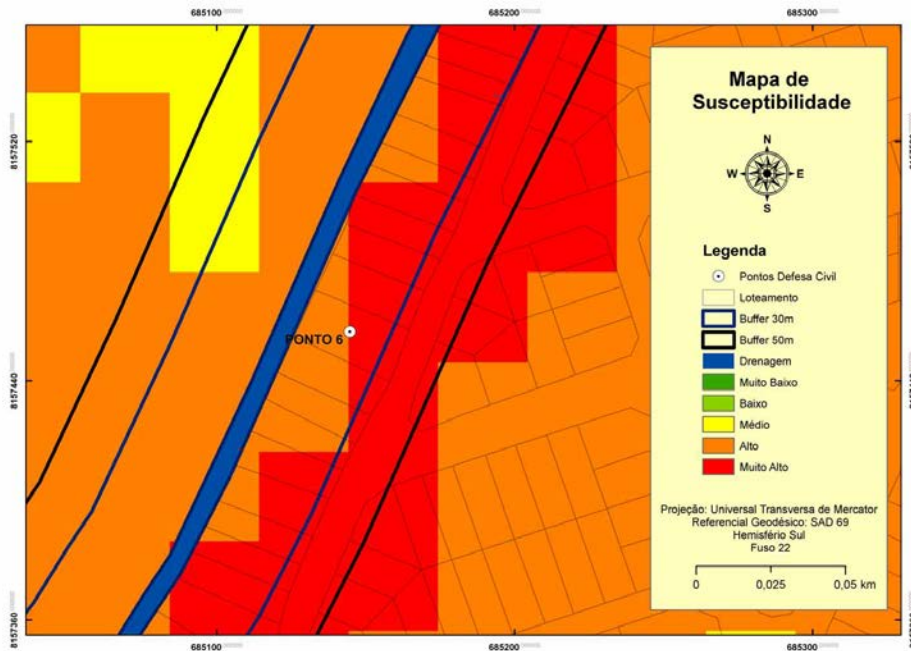 685100
685200
685300
8157520
8157440
8157360
PONTO 6
Mapa de
Susceptibilidade
N
W
E
S
Legenda
Pontos Defesa Civil
Loteamento
Buffer 30m
Buffer 50m
Drenagem
Muito Baixo
Baixo
Médio
Alto
Muito Alto
Projeção: Universal Transversa de Mercator
Referencial Geodésico: SAD 69
Hemisfério Sul
Fuso 22
0
0,025
0,05 km
685100
685200
685300